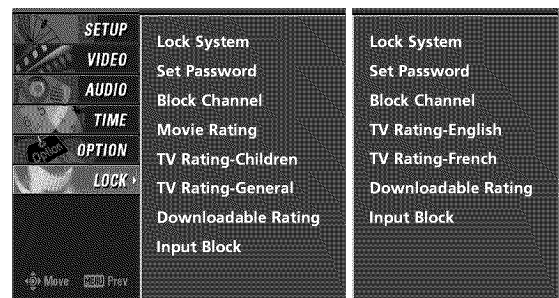 SETUP
VIDEO
AUDIO
TIME
OPTION
LOCK
Move MENU Prev
Lock System
Set Password
Block Channel
Movie Rating
TV Rating-Children
TV Rating-General
Downloadable Rating
Input Block
Lock System
Set Password
Block Channel
TV Rating-English
TV Rating-French
Downloadable Rating
Input Block